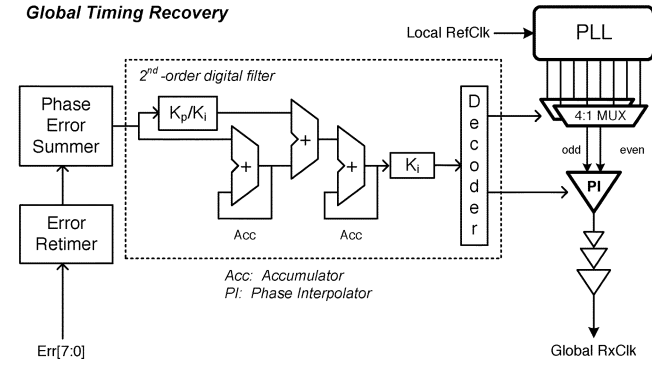 Global Timing Recovery
Local RefClk
PLL
2nd -order digital filter
Phase
Error
Summer
Kp/Ki
+
+
+
Acc
Acc
Ki
Decoder
4:1 MUX
odd
even
PI
Error
Retimer
Acc: Accumulator
PI: Phase Interpolator
Err[7:0]
Global RxClk